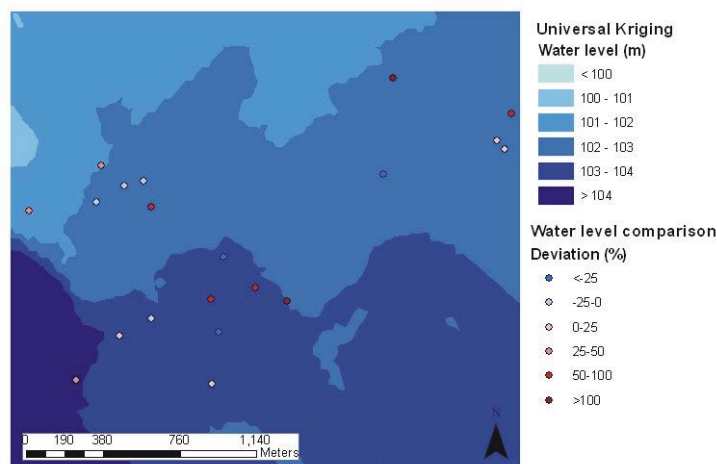 Universal Kriging
Water level (m)
< 100
100 - 101
101 - 102
102 - 103
103 - 104
> 104
Water level comparison
Deviation (%)
<-25
-25-0
0-25
25-50
50-100
>100
N
0 190 380 760 1,140
Meters